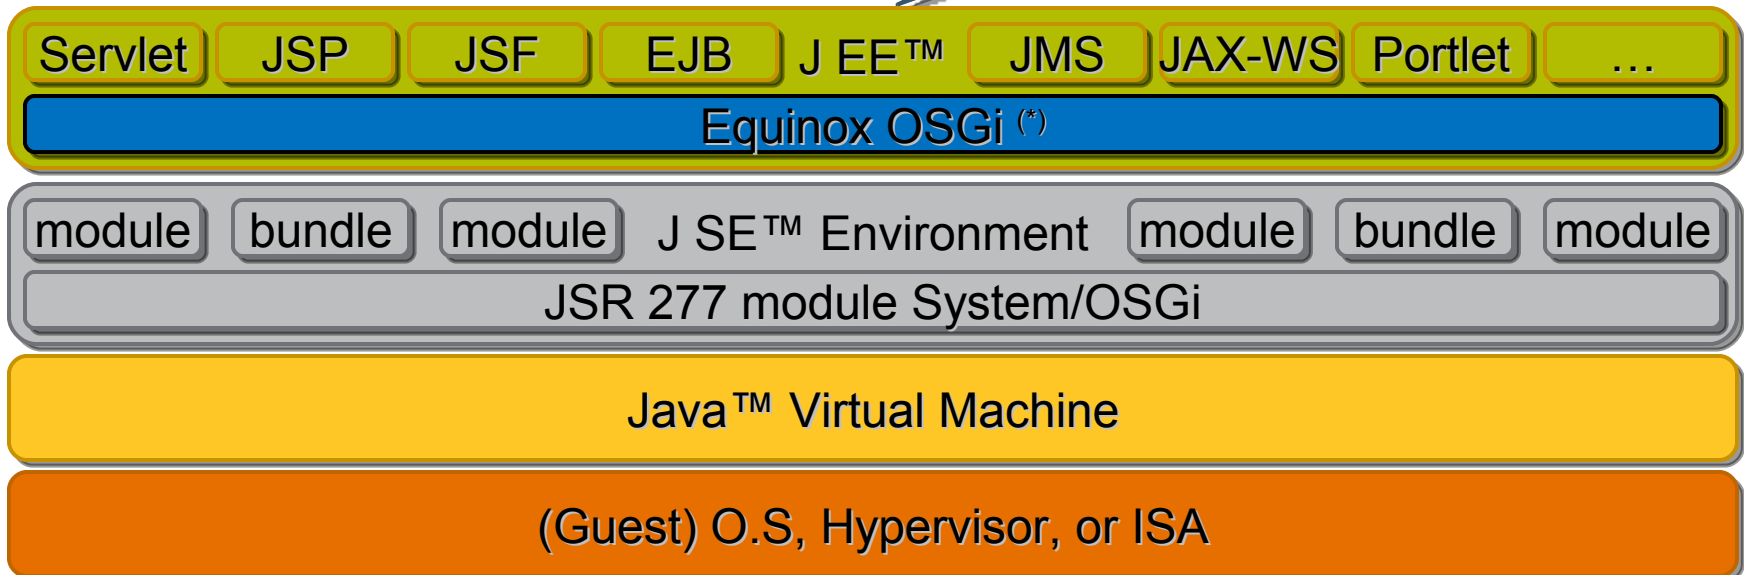 Servlet JSP JSF EJB J EE™ JMS JAX-WS Portlet ...
Equinox OSGi (*)
module bundle module J SE™ Environment module bundle module
JSR 277 module System/OSGi
Java™ Virtual Machine
(Guest) O.S, Hypervisor, or ISA